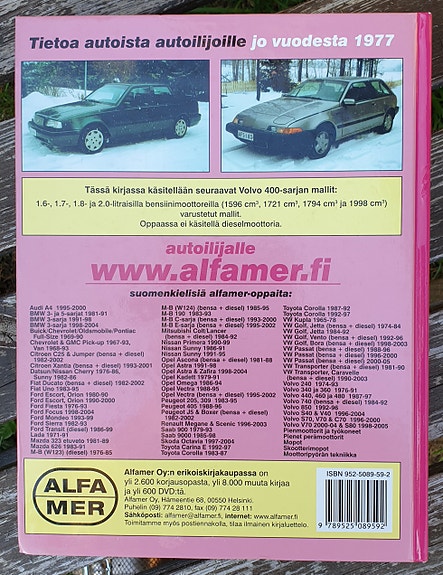 Tietoa autoista autoilijoille jo vuodesta 1977
Tässä kirjassa käsitellään seuraavat Volvo 400-sarjan mallit:
1.6-, 1.7-, 1.8- ja 2.0-litraisilla bensiinimoottoreilla (1596 cm³, 1721 cm³, 1794 cm³ ja 1998 cm³)
varustetut mallit.
Oppaassa ei käsitellä dieselmoottoria.
autoilijalle
www.alfamer.fi
suomenkielisiä alfamer-oppaita:
Audi A4 1995-2000
BMW 3- ja 5-sarjat 1981-91
BMW 3-sarja 1991-98
BMW 3-sarja 1998-2004
Buick/Chevrolet/Oldsmobile/Pontiac
Full-Size 1969-90
Chevrolet & GMC Pick-up 1967-93,
Van 1968-93
Citroen C25 & Jumper (bensa + diesel)
1982-2002
Citroen Xantia (bensa + diesel) 1993-2001
Datsun/Nissan Cherry 1976-86,
Sunny 1982-86
Fiat Ducato (bensa + diesel) 1982-2002
Fiat Uno 1983-95
Ford Escort, Orion 1980-90
Ford Escort, Orion 1990-2000
Ford Fiesta 1976-93
Ford Focus 1998-2004
Ford Mondeo 1993-99
Ford Sierra 1982-93
Ford Transit (diesel) 1986-99
Lada 1971-91
Mazda 323 etuveto 1981-89
Mazda 626 1983-91
M-B (W123) (diesel) 1976-85
M-B (W124) (bensa + diesel) 1985-95
M-B 190 1983-93
M-B C-sarja (bensa + diesel) 1993-2000
M-B E-sarja (bensa + diesel) 1995-2002
Mitsubishi Colt/Lancer
(bensa + diesel) 1984-92
Nissan Primera 1990-99
Nissan Sunny 1986-91
Nissan Sunny 1991-95
Opel Ascona (bensa + diesel) 1981-88
Opel Astra 1991-98
Opel Astra & Zafira 1998-2004
Opel Kadett 1979-91
Opel Omega 1986-94
Opel Vectra 1988-95
Opel Vectra (bensa + diesel) 1995-2002
Peugeot 205, 309 1983-95
Peugeot 405 1988-96
Peugeot J5 & Boxer (bensa + diesel)
1982-2002
Renault Megane & Scenic 1996-2003
Saab 900 1979-93
Saab 9000 1985-98
Skoda Octavia 1997-2004
Toyota Carina E 1992-97
Toyota Corolla 1983-87
Toyota Corolla 1987-92
Toyota Corolla 1992-97
VW Kupla 1965-78
VW Golf, Jetta (bensa + diesel) 1974-84
VW Golf, Jetta 1984-92
VW Golf, Vento (bensa + diesel) 1992-96
VW Golf, Bora (bensa + diesel) 1998-2003
VW Passat (bensa + diesel) 1988-96
VW Passat (bensa + diesel) 1996-2000
VW Passat (bensa + diesel) 2000-05
VW Transporter (bensa + diesel) 1981-90
VW Transporter, Caravelle
(bensa + diesel) 1990-2003
Volvo 240 1974-93
Volvo 340 ja 360 1976-91
Volvo 440, 460 ja 480 1987-97
Volvo 740 (bensa + diesel) 1984-92
Volvo 850 1992-96
Volvo S40 & V40 1996-2004
Volvo S70, V70 & C70 1996-2000
Volvo V70 2000-04 & S80 1998-2005
Pienmoottorit ja työkoneet
Pienet perämoottorit
Mopot
Skootterimopot
Moottoripyörän tekniikka
ALFA
MER
Alfamer Oy:n erikoiskirjakaupassa on
yli 2.600 korjausopasta, yli 8.000 muuta kirjaa
ja yli 600 DVD:tä.
Alfamer Oy, Hämeentie 68, 00550 Helsinki.
Puhelin (09) 774 2810, fax (09) 774 28 111
Sähköposti: alfamer@alfamer.fi, internet: www.alfamer.fi
Toimitamme myös postiennakolla, tilaa ilmainen kirjaluettelo.
ISBN 952-5089-59-2
9 789525 089592